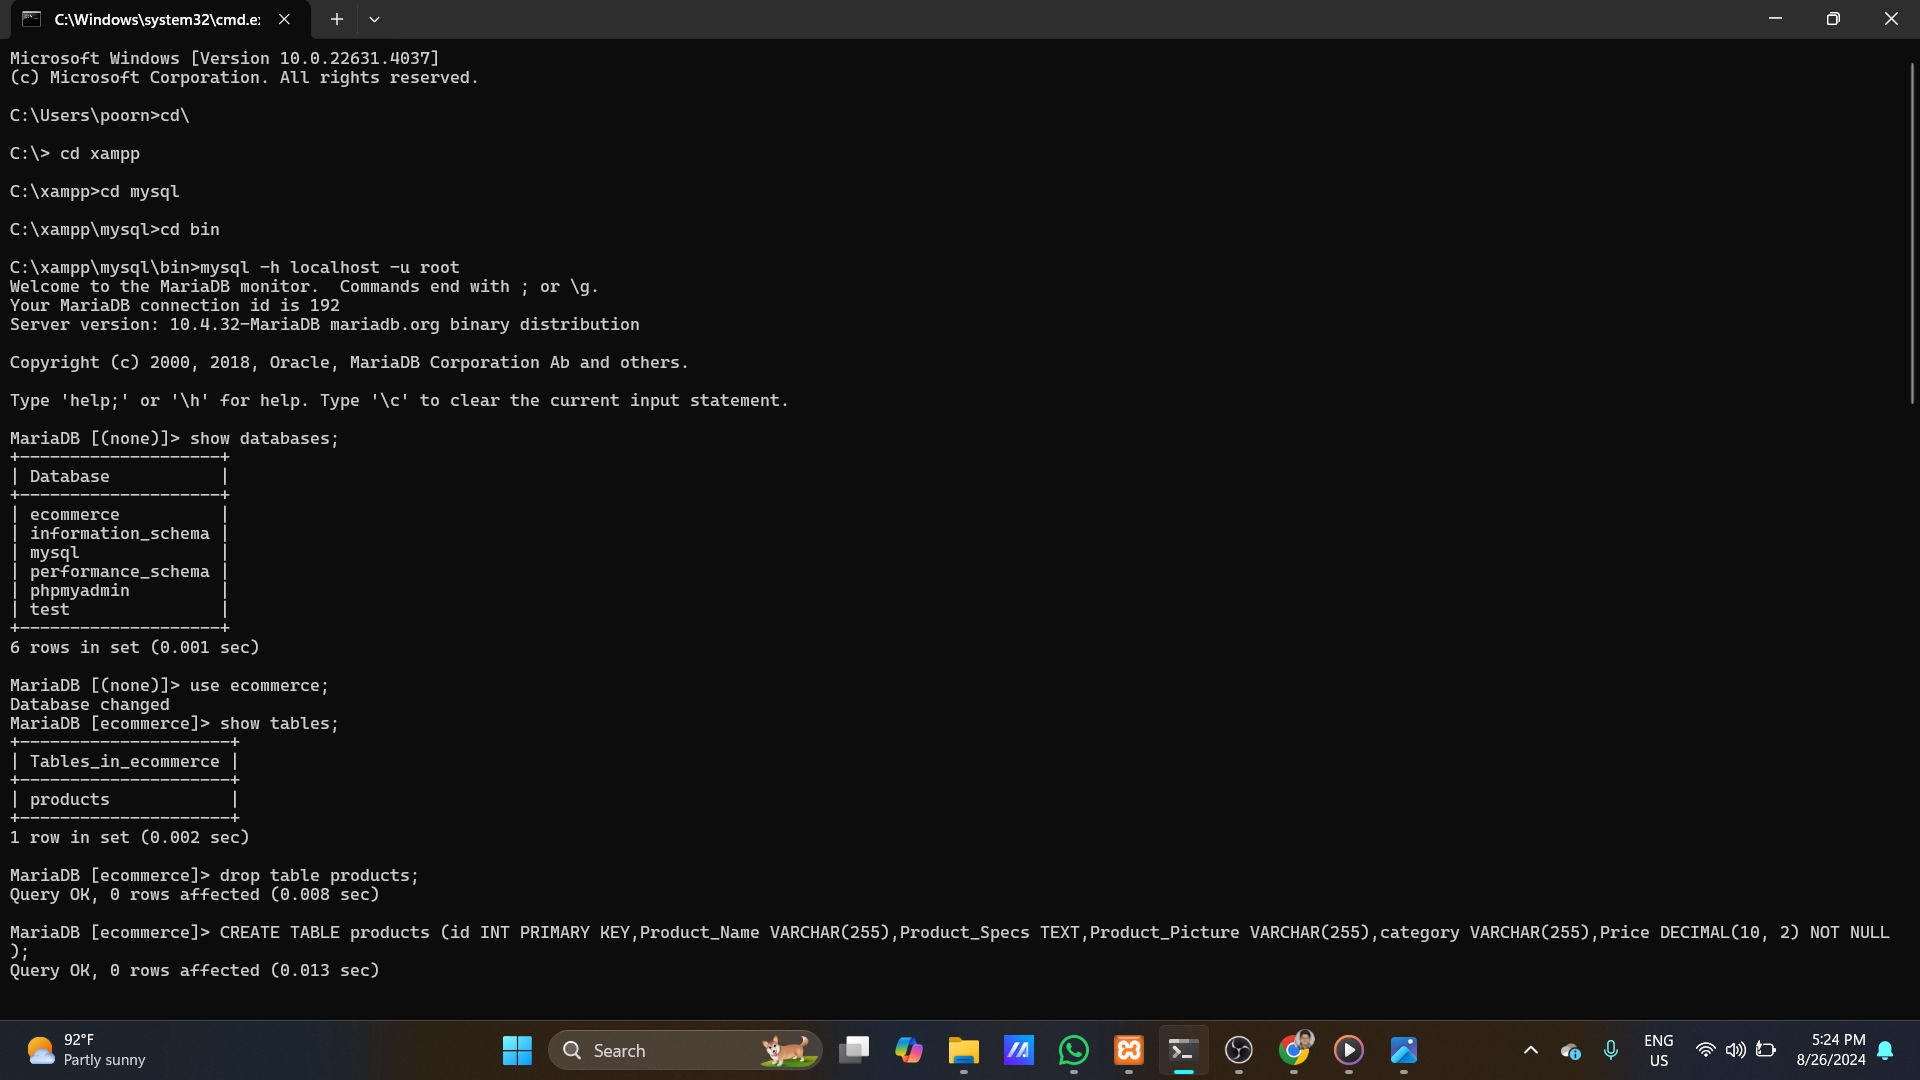 C:\Windows\system32\cmd.e:
Microsoft Windows [Version 10.0.22631.4037]
(c) Microsoft Corporation. All rights reserved.
C:\Users\poorn>cd\
C:\> cd xampp
C:\xampp>cd mysql
C:\xampp\mysql>cd bin
C:\xampp\mysql\bin>mysql -h localhost -u root
Welcome to the MariaDB monitor.  Commands end with ; or \g.
Your MariaDB connection id is 192
Server version: 10.4.32-MariaDB mariadb.org binary distribution
Copyright (c) 2000, 2018, Oracle, MariaDB Corporation Ab and others.
Type 'help;' or '\h' for help. Type '\c' to clear the current input statement.
MariaDB [(none)]> show databases;
+--------------------+
| Database           |
+--------------------+
| ecommerce          |
| information_schema |
| mysql              |
| performance_schema |
| phpmyadmin         |
| test               |
+--------------------+
6 rows in set (0.001 sec)
MariaDB [(none)]> use ecommerce;
Database changed
MariaDB [ecommerce]> show tables;
+---------------------+
| Tables_in_ecommerce |
+---------------------+
| products            |
+---------------------+
1 row in set (0.002 sec)
MariaDB [ecommerce]> drop table products;
Query OK, 0 rows affected (0.008 sec)
MariaDB [ecommerce]> CREATE TABLE products (id INT PRIMARY KEY,Product_Name VARCHAR(255),Product_Specs TEXT,Product_Picture VARCHAR(255),category VARCHAR(255),Price DECIMAL(10, 2) NOT NULL
);
Query OK, 0 rows affected (0.013 sec)
92°F
Partly sunny
Search
ENG
US
5:24 PM
8/26/2024